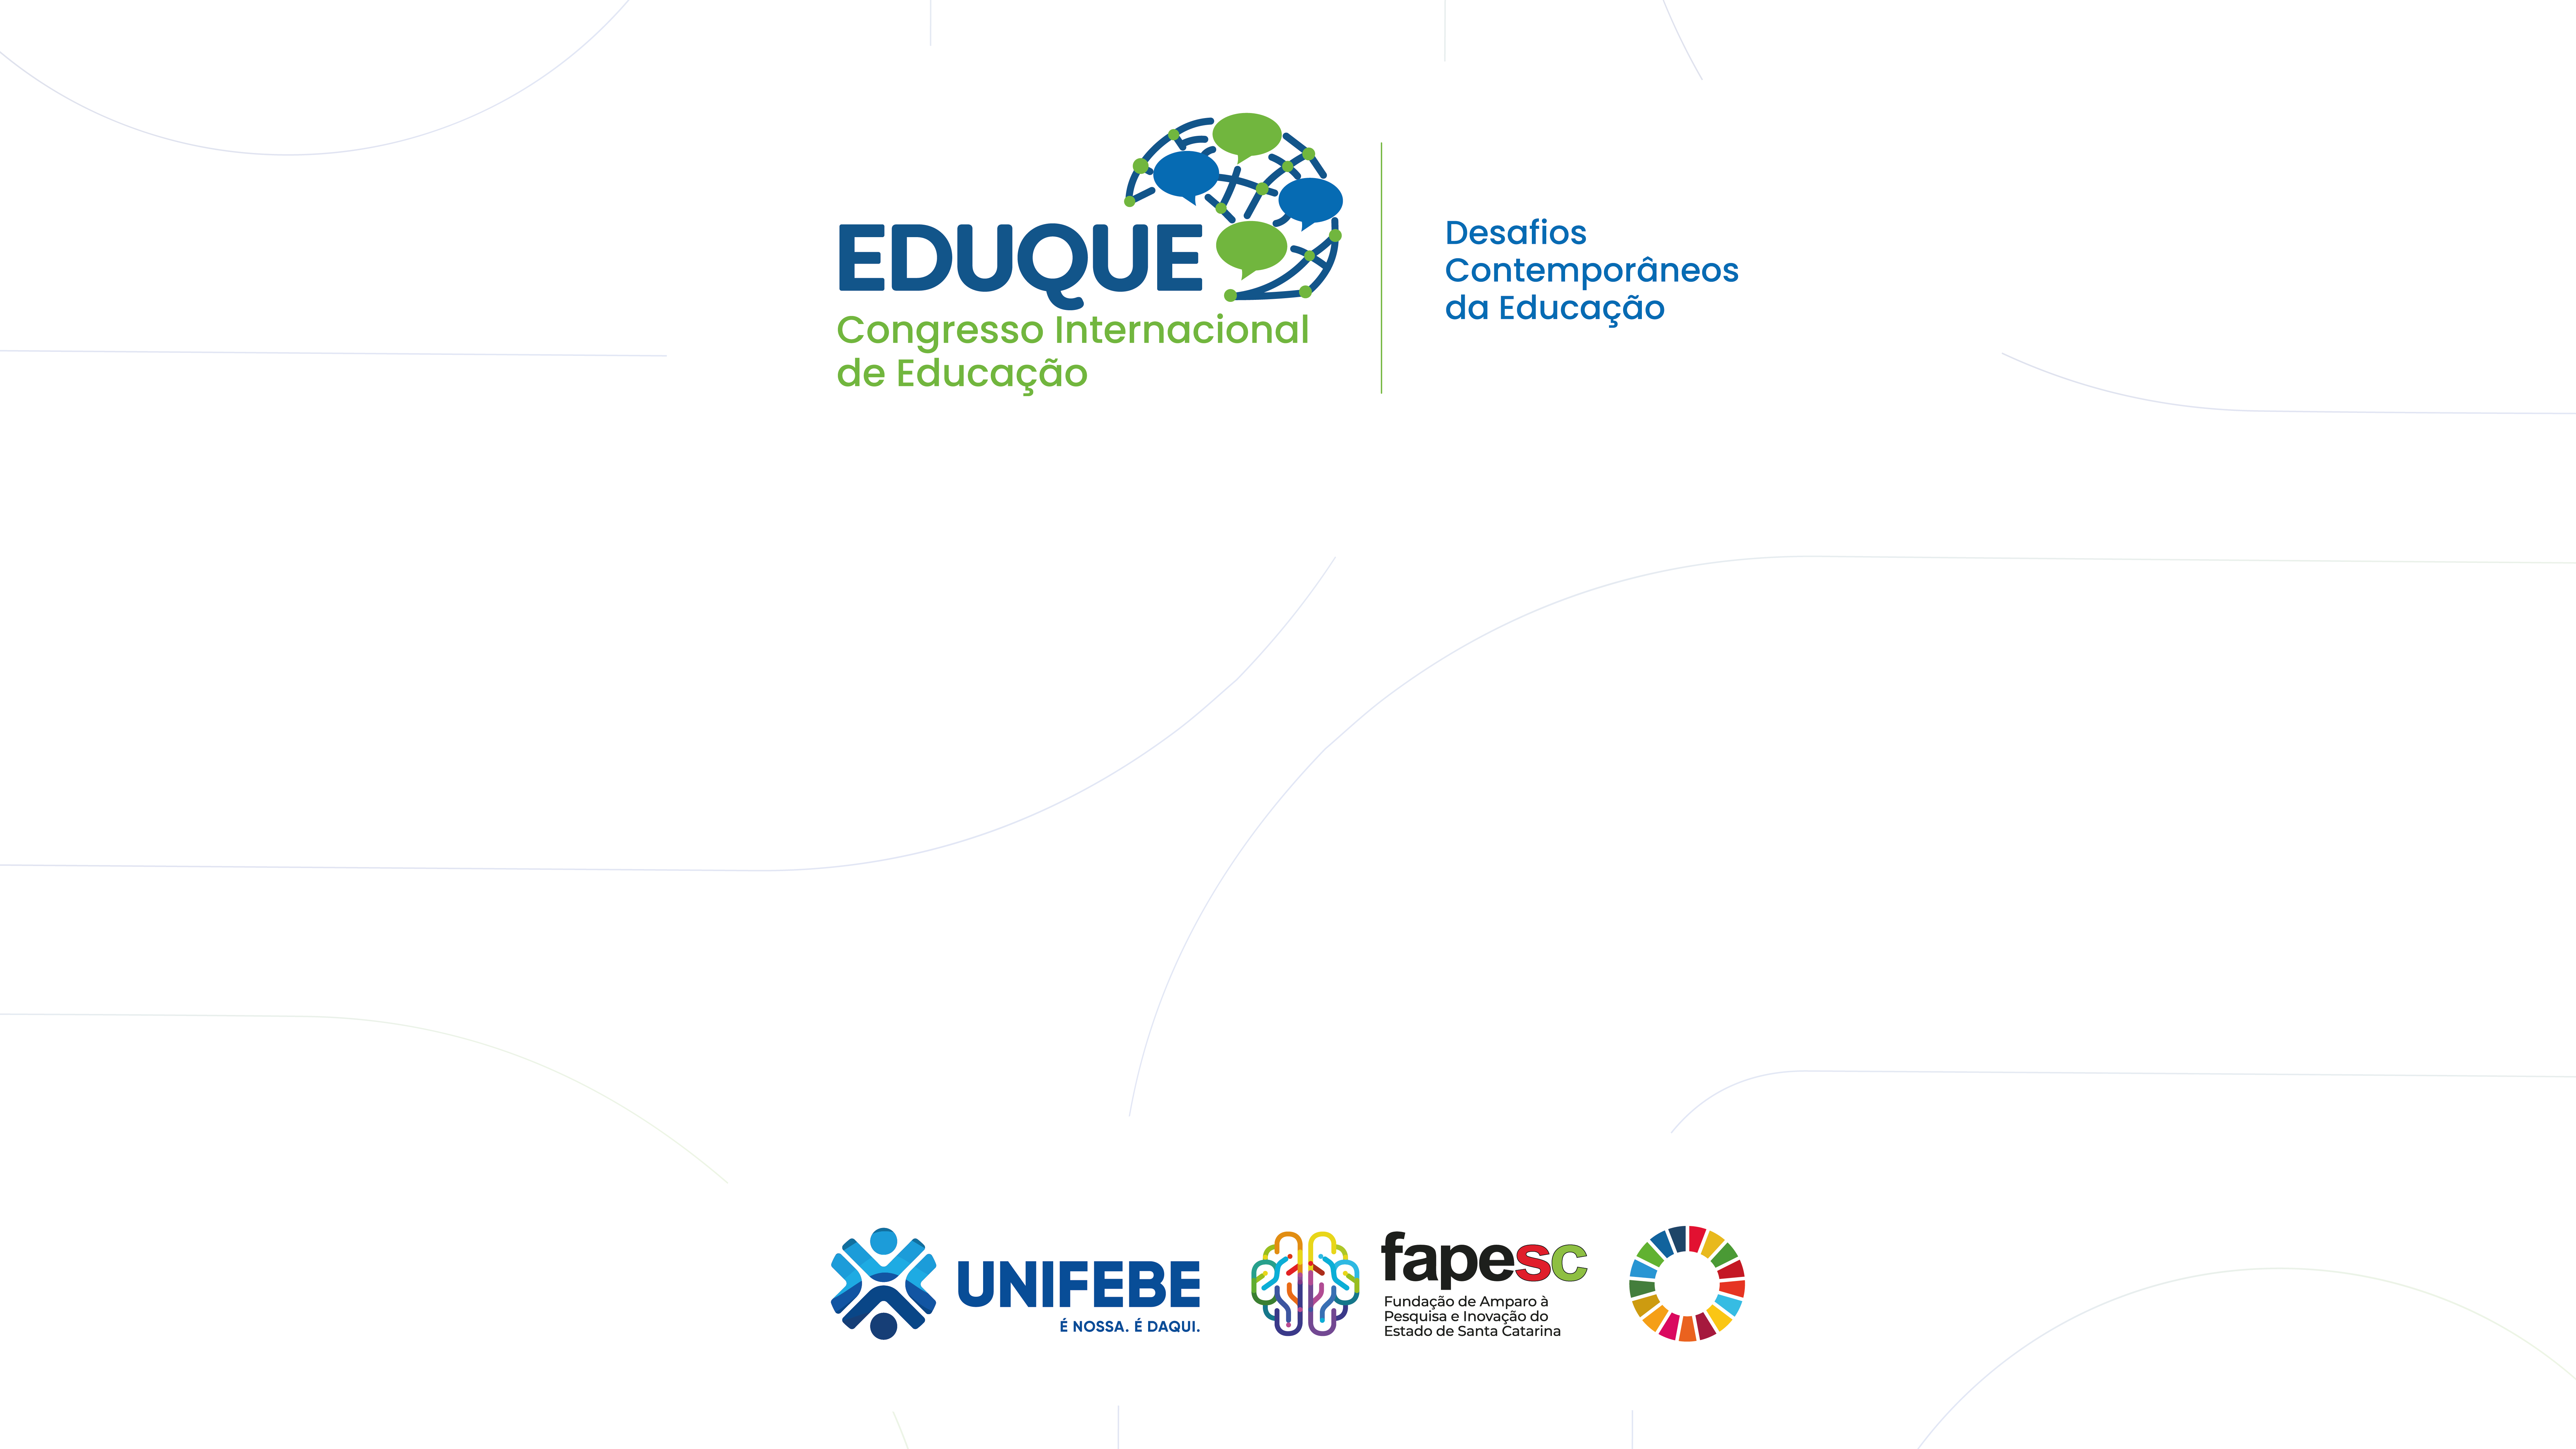 EDUQUE
Congresso Internacional
de Educação
Desafios
Contemporâneos
da Educação
UNIFEBE
É NOSSA. É DAQUI.
fapesc
Fundação de Amparo à
Pesquisa e Inovação do
Estado de Santa Catarina